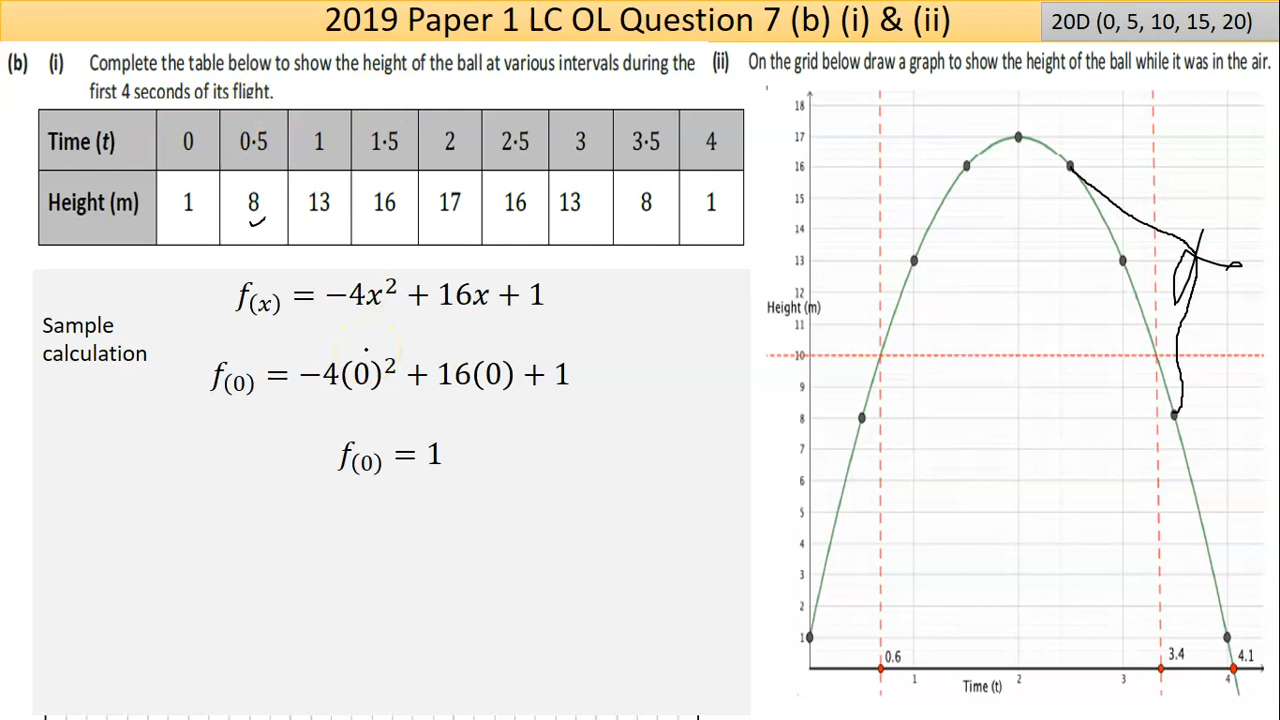 2019 Paper 1 LC OL Question 7 (b) (i) & (ii)
20D (0, 5, 10, 15, 20)
(b) (i) Complete the table below to show the height of the ball at various intervals during the
first 4 seconds of its flight.
Time (t) 0 0·5 1 1·5 2 2·5 3 3·5 4
Height (m) 1 8 13 16 17 16 13 8 1
Sample
calculation
f(x) = −4x² + 16x + 1
f(0) = −4(0)² + 16(0) + 1
f(0) = 1
(ii) On the grid below draw a graph to show the height of the ball while it was in the air.
18
17
16
15
14
13
12
Height (m)
11
10
9
8
7
6
5
4
3
2
1
0.6 3.4 4.1
1 2 3 4
Time (t)